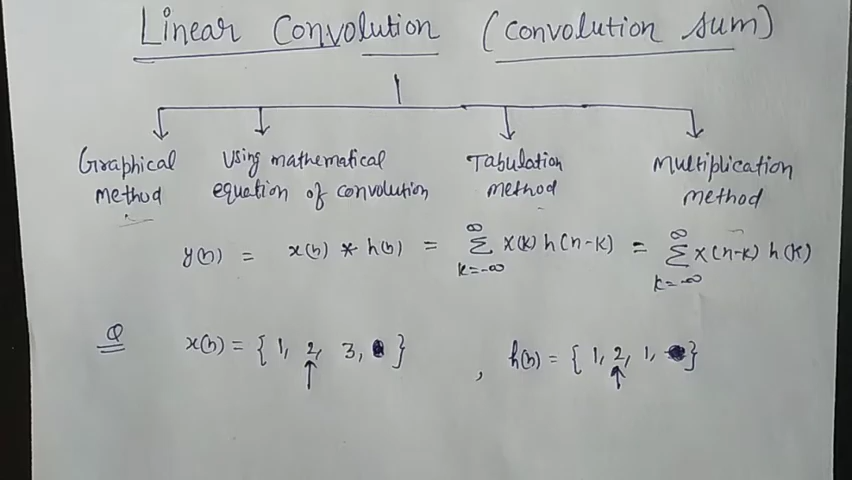 Linear Convolution (Convolution sum)
Graphical method
Using mathematical equation of convolution
Tabulation method
Multiplication method
y(n) = x(n) * h(n) = ∞ Σ k=-∞ x(k) h(n-k) = ∞ Σ k=-∞ x(n-k) h(k)
Q x(n) = { 1, 2, 3, } , h(n) = { 1, 2, 1, }
↑ ↑